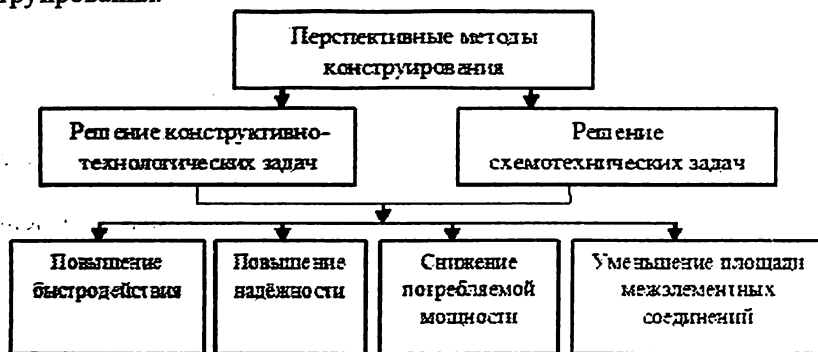 струирования.
Перспективные методы
конструирования
Решение конструктивно-
технологических задач
Решение
схемотехнических задач
Повышение
быстродействия
Повышение
надёжности
Снижение
потребляемой
мощности
Уменьшение площади
межэлементных
соединений